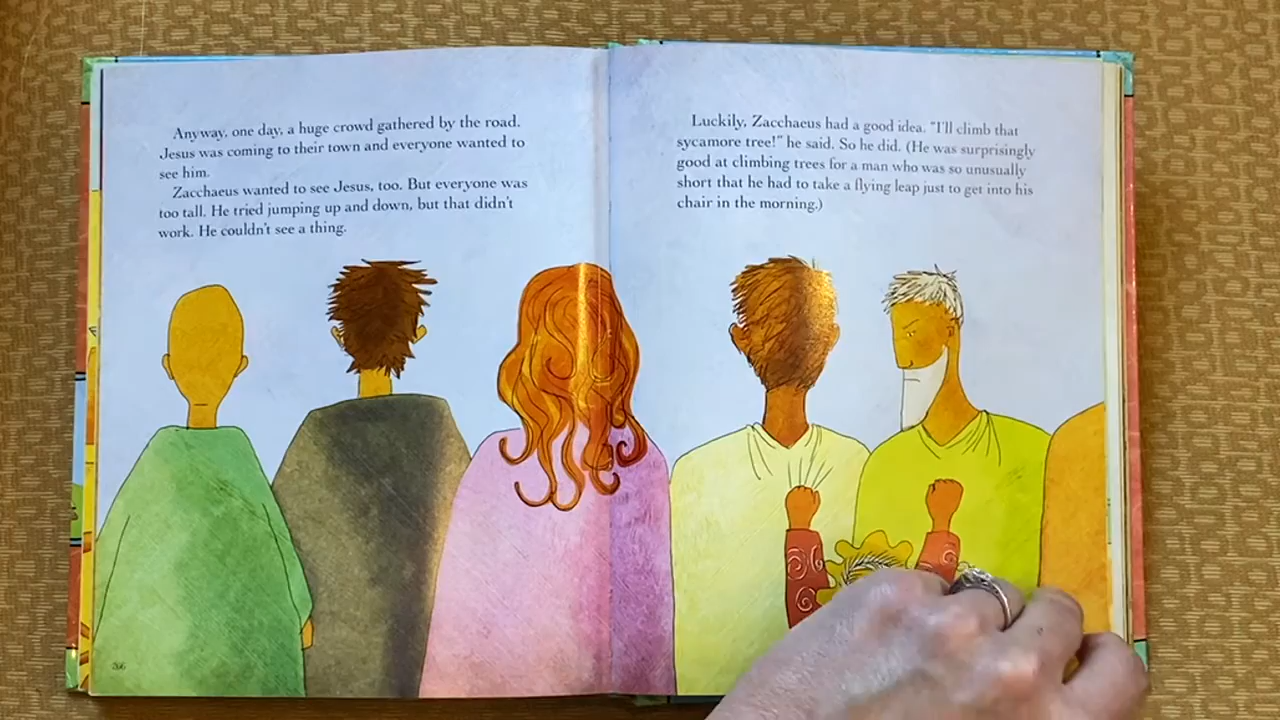 Anyway, one day, a huge crowd gathered by the road.
Jesus was coming to their town and everyone wanted to
see him.
Zacchaeus wanted to see Jesus, too. But everyone was
too tall. He tried jumping up and down, but that didn't
work. He couldn't see a thing.
266
Luckily, Zacchaeus had a good idea. "I'll climb that
sycamore tree!" he said. So he did. (He was surprisingly
good at climbing trees for a man who was so unusually
short that he had to take a flying leap just to get into his
chair in the morning.)